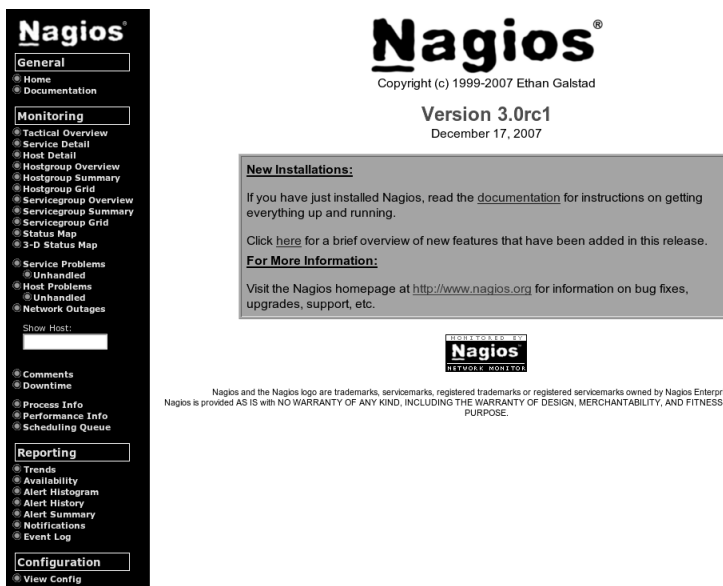 Nagios®
General
Home
Documentation
Monitoring
Tactical Overview
Service Detail
Host Detail
Hostgroup Overview
Hostgroup Summary
Hostgroup Grid
Servicegroup Overview
Servicegroup Summary
Servicegroup Grid
Status Map
3-D Status Map
Service Problems
Unhandled
Host Problems
Unhandled
Network Outages
Show Host:
Comments
Downtime
Process Info
Performance Info
Scheduling Queue
Reporting
Trends
Availability
Alert Histogram
Alert History
Alert Summary
Notifications
Event Log
Configuration
View Config
Nagios®
Copyright (c) 1999-2007 Ethan Galstad
Version 3.0rc1
December 17, 2007
New Installations:
If you have just installed Nagios, read the documentation for instructions on getting
everything up and running.
Click here for a brief overview of new features that have been added in this release.
For More Information:
Visit the Nagios homepage at http://www.nagios.org for information on bug fixes,
upgrades, support, etc.
MONITORED BY
Nagios
NETWORK MONITOR
Nagios and the Nagios logo are trademarks, servicemarks, registered trademarks or registered servicemarks owned by Nagios Enterpr
Nagios is provided AS IS with NO WARRANTY OF ANY KIND, INCLUDING THE WARRANTY OF DESIGN, MERCHANTABILITY, AND FITNESS
PURPOSE.